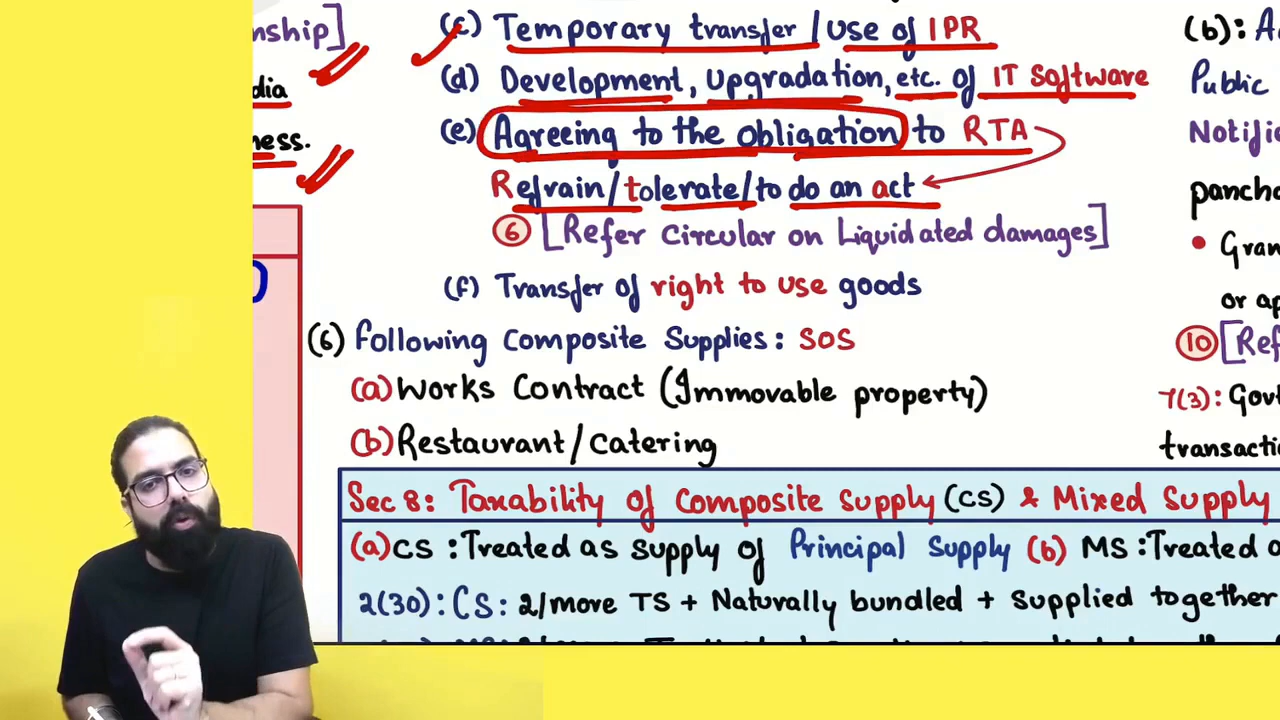 nship]
dia
ness.
(c) Temporary transfer/use of IPR
(d) Development, Upgradation, etc. of IT Software
(e) Agreeing to the obligation to RTA
Refrain/tolerate/to do an act
6 [Refer Circular on Liquidated damages]
(f) Transfer of right to use goods
(6) Following Composite Supplies: SOS
(a) Works Contract (Immovable property)
(b) Restaurant/Catering
Sec 8: Taxability of Composite supply (CS) & Mixed Supply
(a) CS : Treated as supply of Principal Supply (b) MS : Treated
2(30): CS: 2/more TS + Naturally bundled + supplied together
(b):
Public
Notifi
pancha
• Gran
or ap
10 [Ref
7(3): Govt
transacti